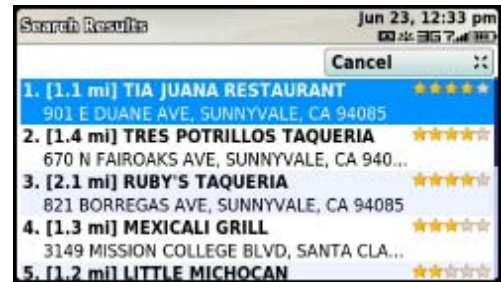 Search Results
Jun 23, 12:33 pm
3G
Cancel
1. [1.1 mi] TIA JUANA RESTAURANT
901 E DUANE AVE, SUNNYVALE, CA 94085
2. [1.4 mi] TRES POTRILLOS TAQUERIA
670 N FAIROAKS AVE, SUNNYVALE, CA 940...
3. [2.1 mi] RUBY'S TAQUERIA
821 BORREGAS AVE, SUNNYVALE, CA 94085
4. [1.3 mi] MEXICALI GRILL
3149 MISSION COLLEGE BLVD, SANTA CLA...
5. [1.2 mi] LITTLE MICHOCAN